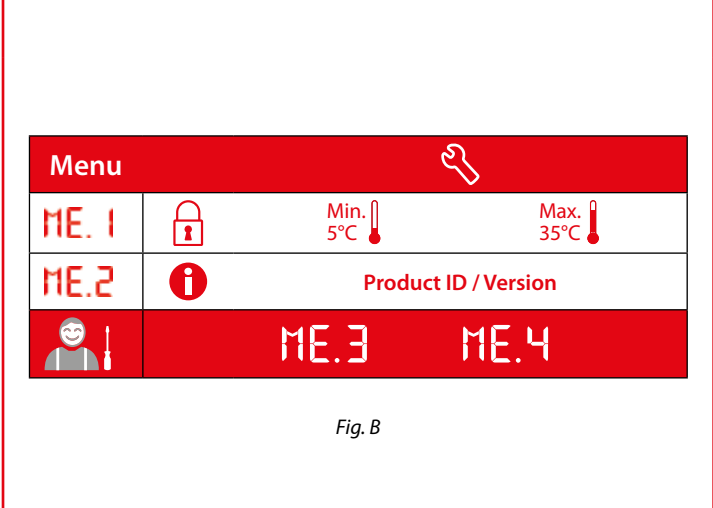 Menu
ME. 1 Min. 5°C Max. 35°C
ME.2 Product ID / Version
ME.3 ME.4
Fig. B